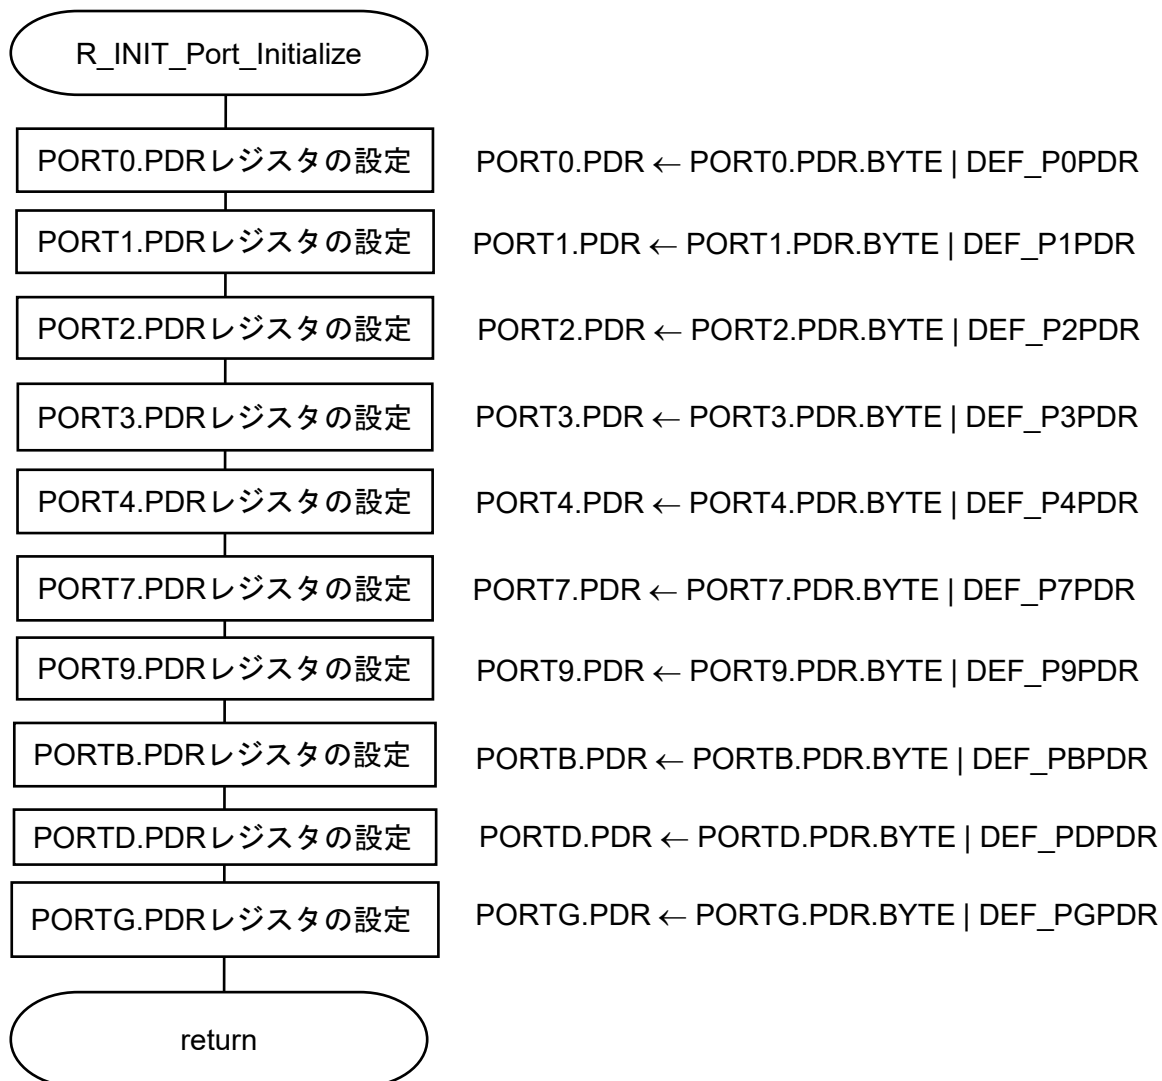 R_INIT_Port_Initialize
PORT0.PDRレジスタの設定 PORT0.PDR ← PORT0.PDR.BYTE | DEF_P0PDR
PORT1.PDRレジスタの設定 PORT1.PDR ← PORT1.PDR.BYTE | DEF_P1PDR
PORT2.PDRレジスタの設定 PORT2.PDR ← PORT2.PDR.BYTE | DEF_P2PDR
PORT3.PDRレジスタの設定 PORT3.PDR ← PORT3.PDR.BYTE | DEF_P3PDR
PORT4.PDRレジスタの設定 PORT4.PDR ← PORT4.PDR.BYTE | DEF_P4PDR
PORT7.PDRレジスタの設定 PORT7.PDR ← PORT7.PDR.BYTE | DEF_P7PDR
PORT9.PDRレジスタの設定 PORT9.PDR ← PORT9.PDR.BYTE | DEF_P9PDR
PORTB.PDRレジスタの設定 PORTB.PDR ← PORTB.PDR.BYTE | DEF_PBPDR
PORTD.PDRレジスタの設定 PORTD.PDR ← PORTD.PDR.BYTE | DEF_PDPDR
PORTG.PDRレジスタの設定 PORTG.PDR ← PORTG.PDR.BYTE | DEF_PGPDR
return